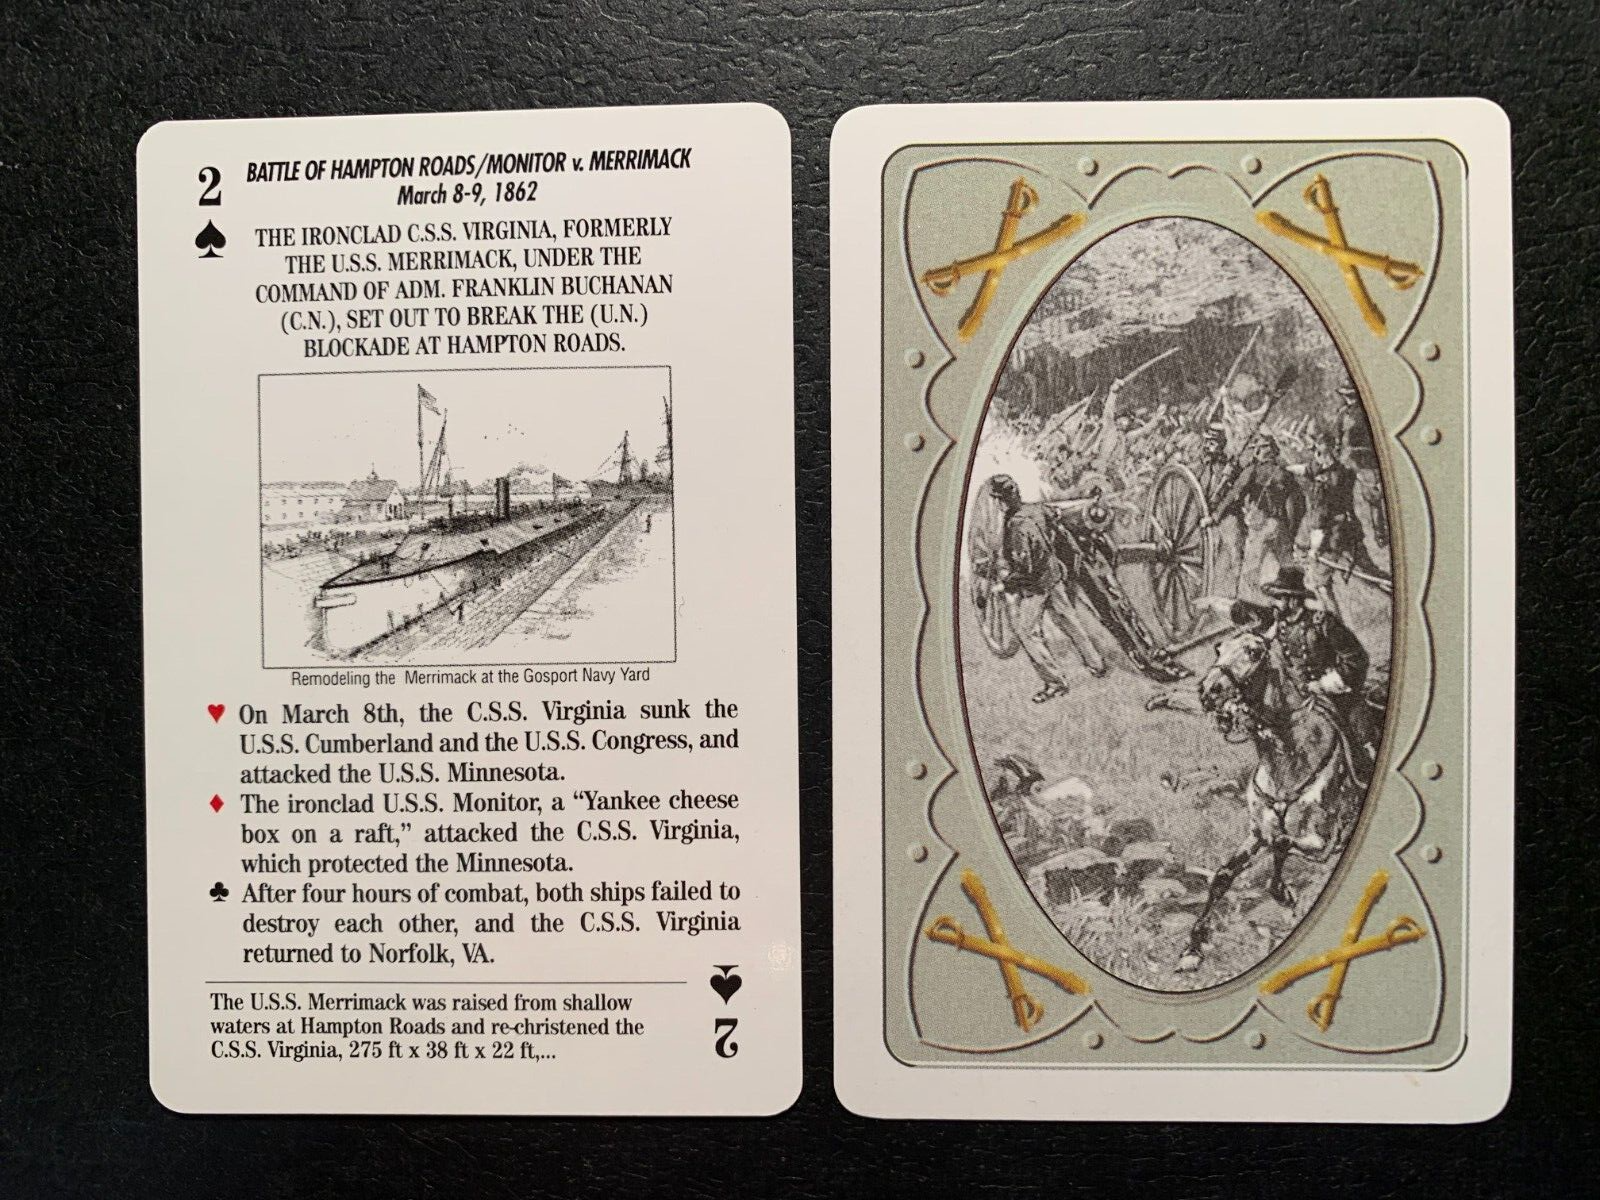 2
♠
BATTLE OF HAMPTON ROADS/MONITOR v. MERRIMACK
March 8-9, 1862
THE IRONCLAD C.S.S. VIRGINIA, FORMERLY
THE U.S.S. MERRIMACK, UNDER THE
COMMAND OF ADM. FRANKLIN BUCHANAN
(C.N.), SET OUT TO BREAK THE (U.N.)
BLOCKADE AT HAMPTON ROADS.
Remodeling the Merrimack at the Gosport Navy Yard
♥ On March 8th, the C.S.S. Virginia sunk the
U.S.S. Cumberland and the U.S.S. Congress, and
attacked the U.S.S. Minnesota.
♦ The ironclad U.S.S. Monitor, a “Yankee cheese
box on a raft,” attacked the C.S.S. Virginia,
which protected the Minnesota.
♣ After four hours of combat, both ships failed to
destroy each other, and the C.S.S. Virginia
returned to Norfolk, VA.
The U.S.S. Merrimack was raised from shallow
waters at Hampton Roads and re-christened the
C.S.S. Virginia, 275 ft x 38 ft x 22 ft,...
♠
2